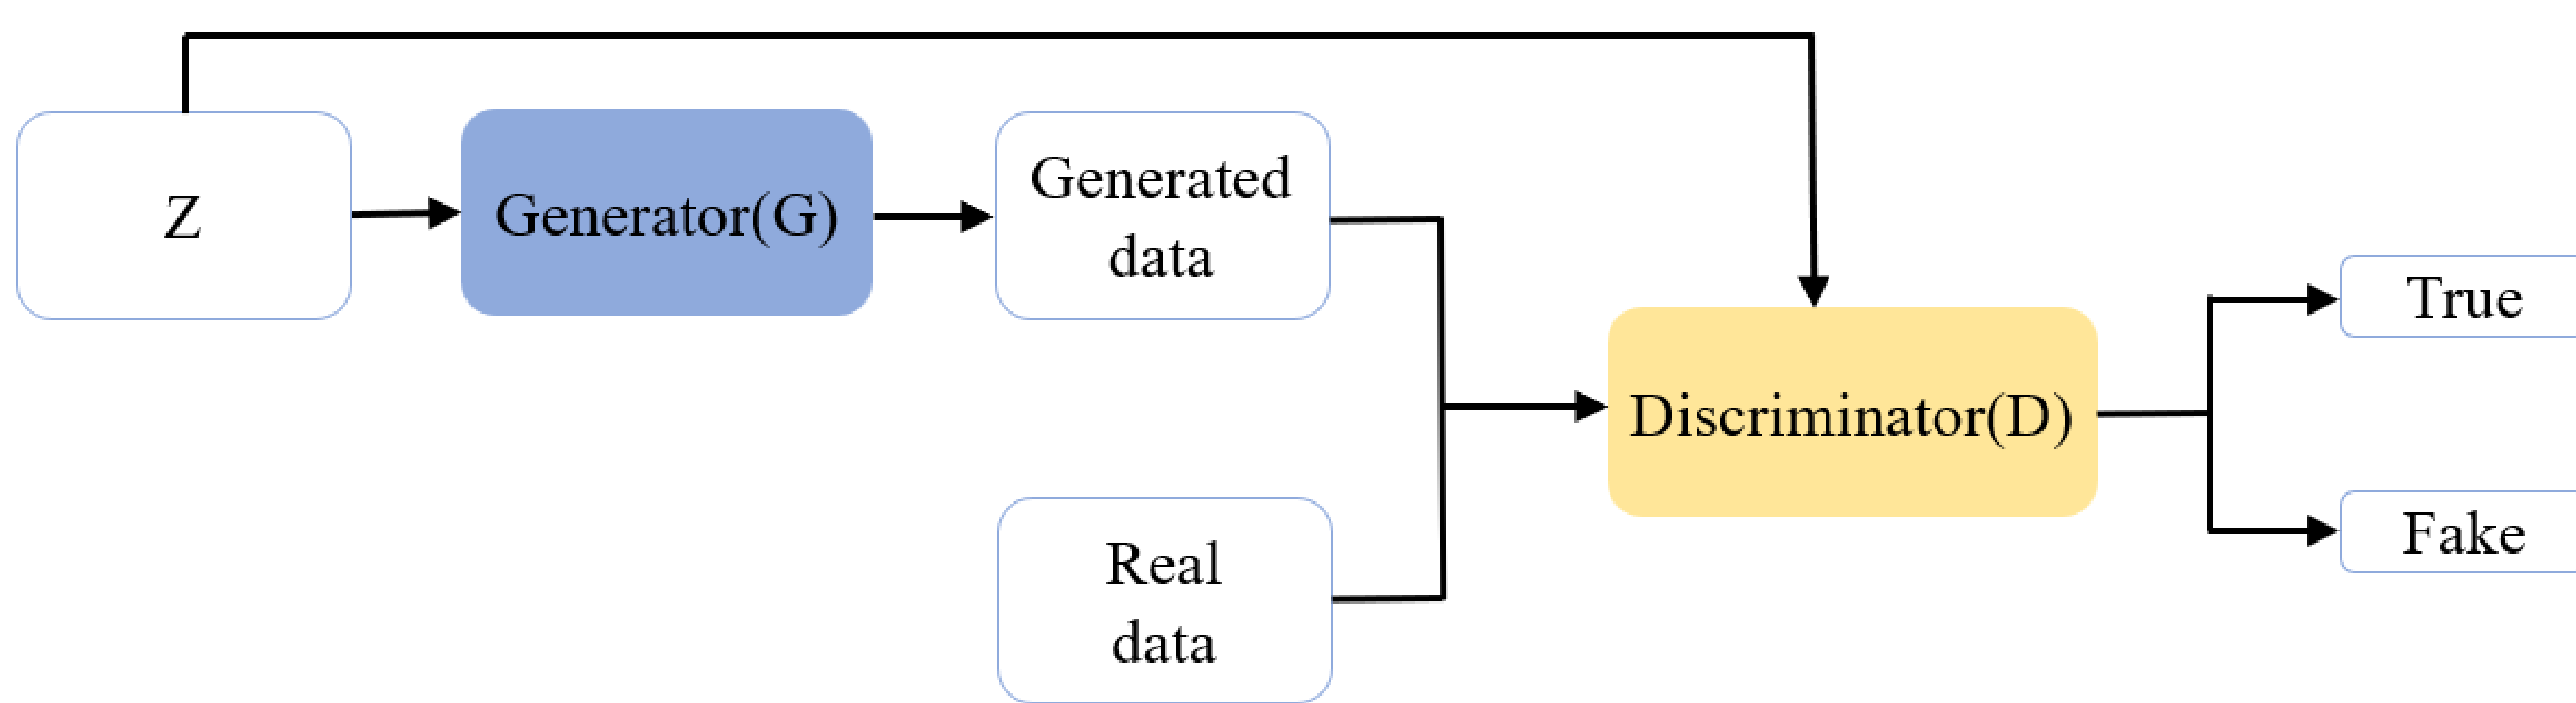 Z
Generator(G)
Generated
data
Real
data
Discriminator(D)
True
Fake